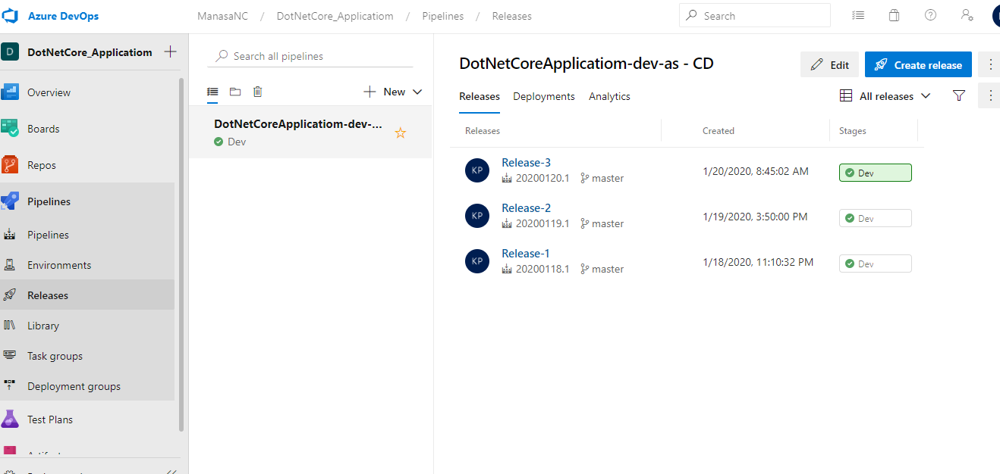 Azure DevOps
ManasaNC / DotNetCore_Applicatiom / Pipelines / Releases
Search
D DotNetCore_Applicatiom
Overview
Boards
Repos
Pipelines
Pipelines
Environments
Releases
Library
Task groups
Deployment groups
Test Plans
Search all pipelines
New
DotNetCoreApplicatiom-dev-...
Dev
DotNetCoreApplicatiom-dev-as - CD
Edit
Create release
Releases Deployments Analytics
All releases
Releases Created Stages
KP Release-3 1/20/2020, 8:45:02 AM Dev
20200120.1 master
KP Release-2 1/19/2020, 3:50:00 PM Dev
20200119.1 master
KP Release-1 1/18/2020, 11:10:32 PM Dev
20200118.1 master